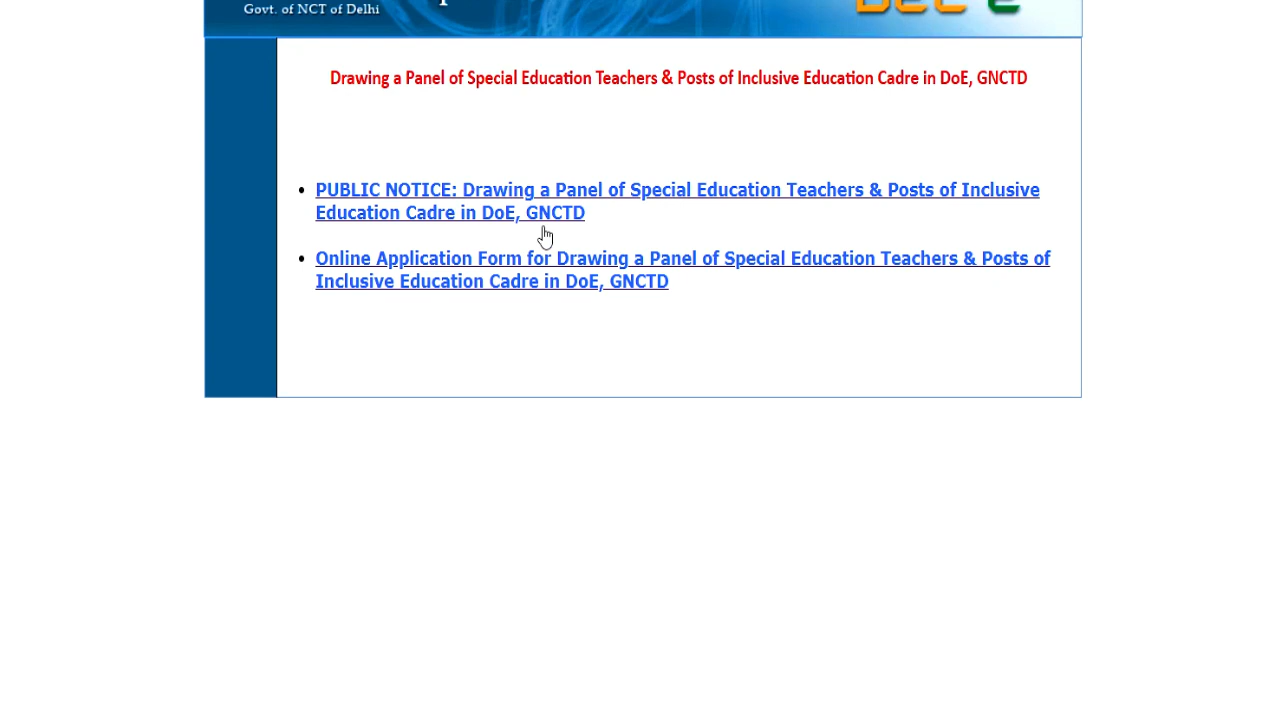 Govt. of NCT of Delhi
Drawing a Panel of Special Education Teachers & Posts of Inclusive Education Cadre in DoE, GNCTD
• PUBLIC NOTICE: Drawing a Panel of Special Education Teachers & Posts of Inclusive
Education Cadre in DoE, GNCTD
• Online Application Form for Drawing a Panel of Special Education Teachers & Posts of
Inclusive Education Cadre in DoE, GNCTD